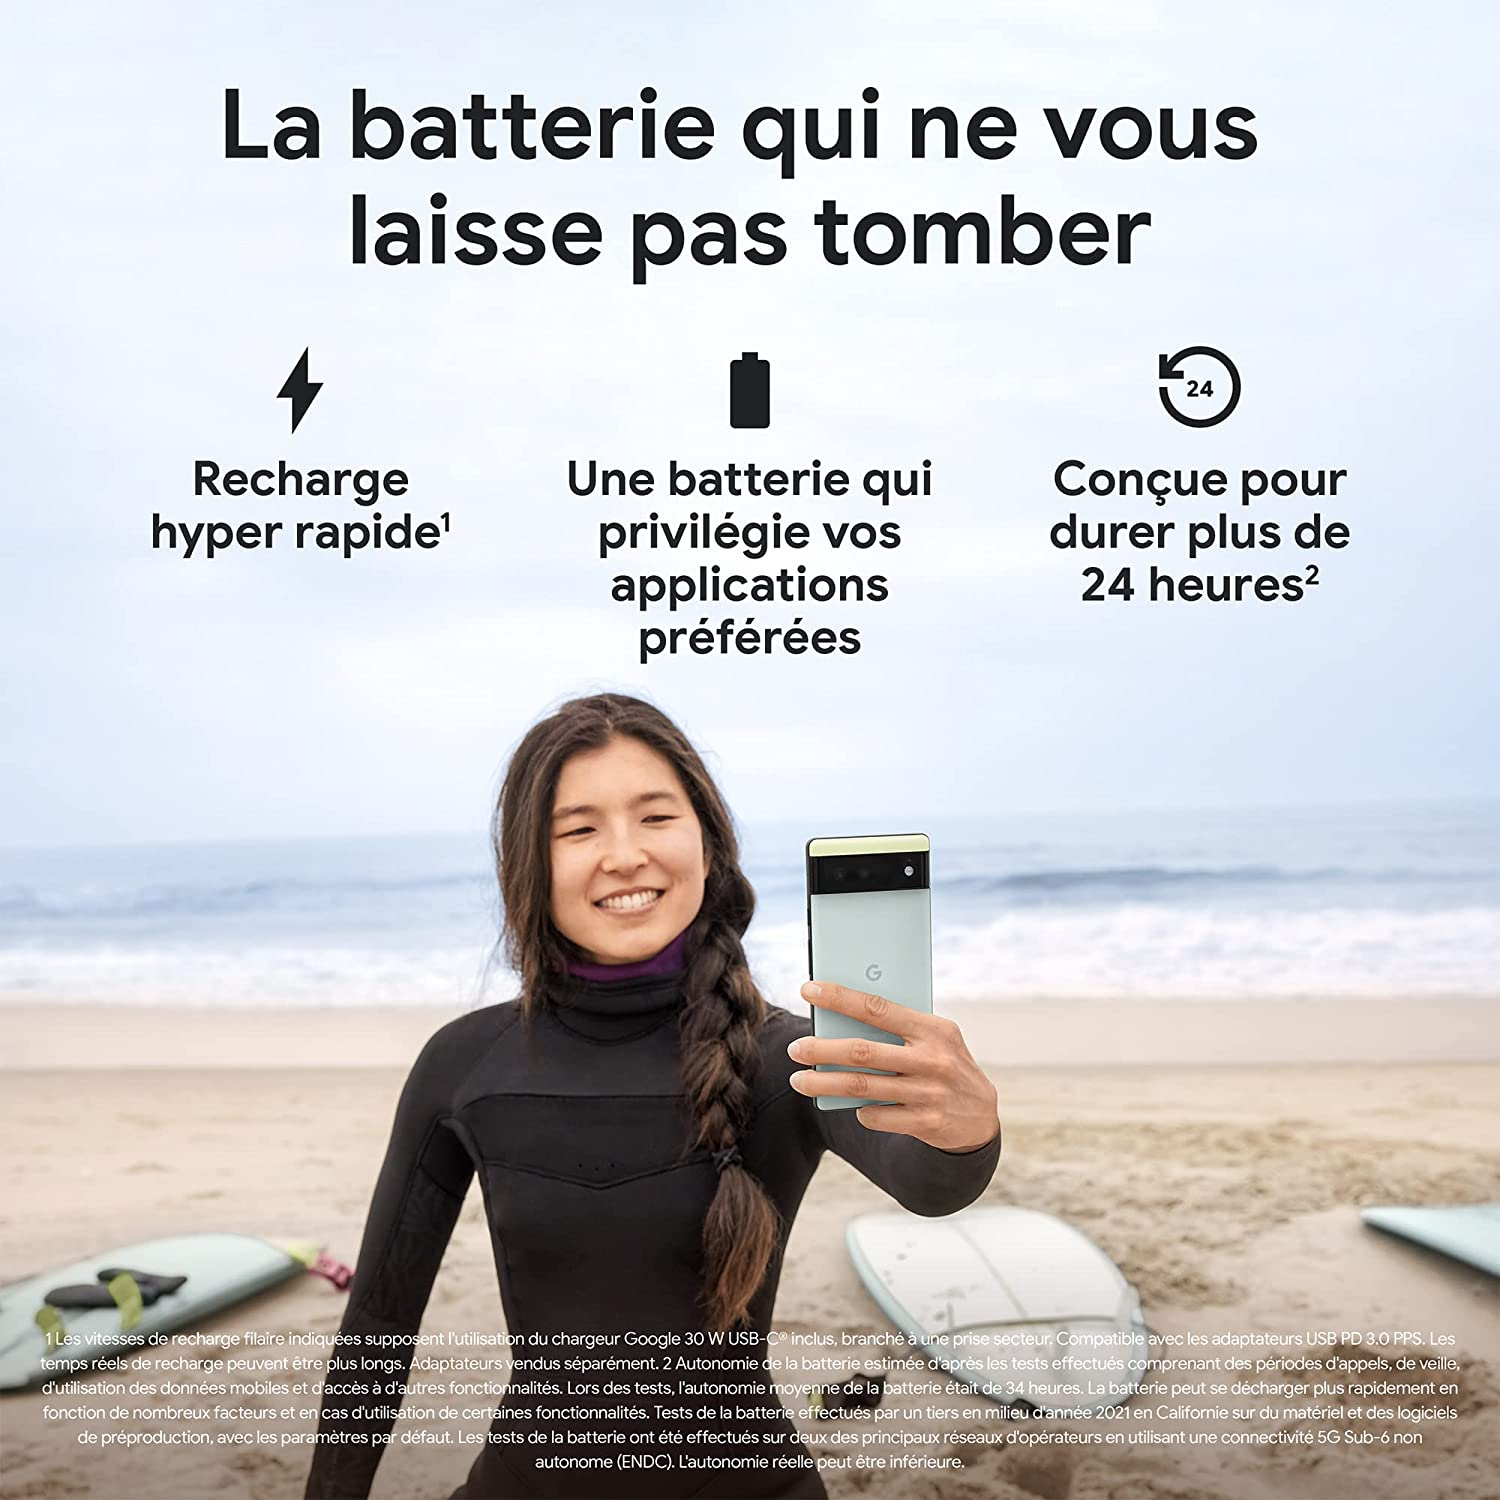 La batterie qui ne vous
laisse pas tomber
24
Recharge
hyper rapide¹
Une batterie qui
privilégie vos
applications
préférées
Conçue pour
durer plus de
24 heures²
G
1 Les vitesses de recharge filaire indiquées supposent l'utilisation du chargeur Google 30 W USB-C® inclus, branché à une prise secteur. Compatible avec les adaptateurs USB PD 3.0 PPS. Les
temps réels de recharge peuvent être plus longs. Adaptateurs vendus séparément. 2 Autonomie de la batterie estimée d'après les tests effectués comprenant des périodes d'appels, de veille,
d'utilisation des données mobiles et d'accès à d'autres fonctionnalités. Lors des tests, l'autonomie moyenne de la batterie était de 34 heures. La batterie peut se décharger plus rapidement en
fonction de nombreux facteurs et en cas d'utilisation de certaines fonctionnalités. Tests de la batterie effectués par un tiers en milieu d'année 2021 en Californie sur du matériel et des logiciels
de préproduction, avec les paramètres par défaut. Les tests de la batterie ont été effectués sur deux des principaux réseaux d'opérateurs en utilisant une connectivité 5G Sub-6 non
autonome (ENDC). L'autonomie réelle peut être inférieure.